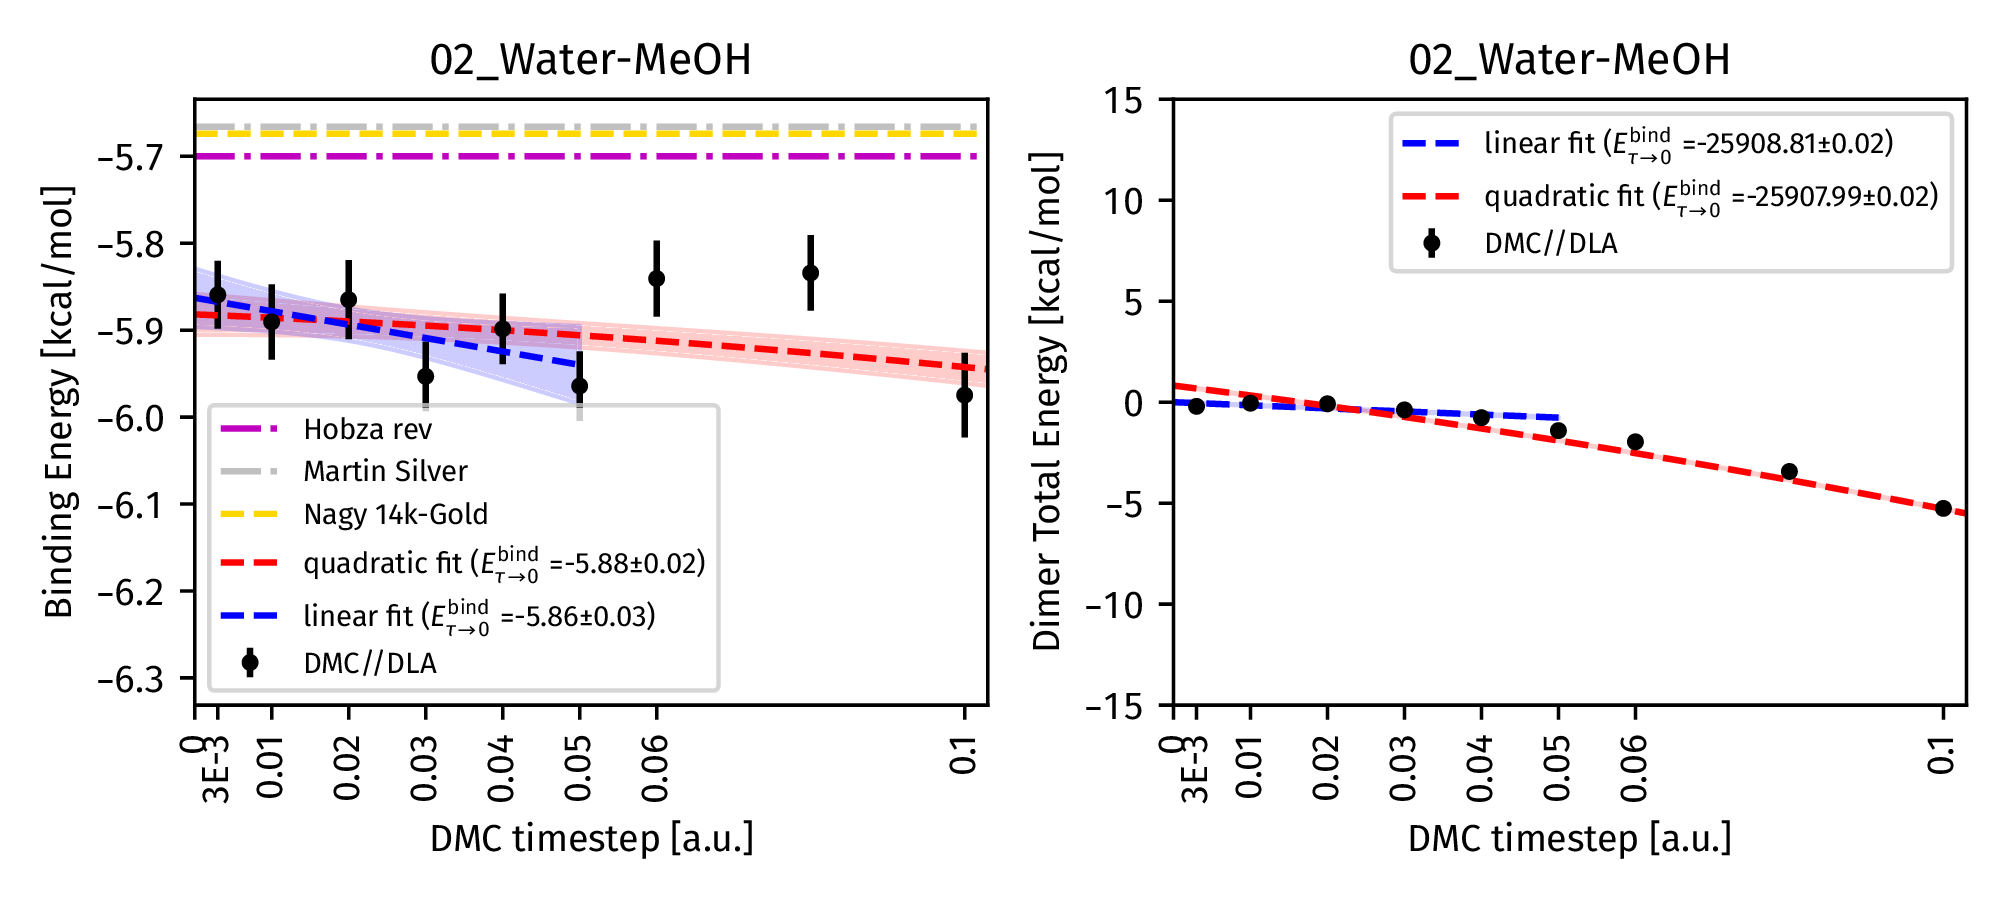 02_Water-MeOH
Binding Energy [kcal/mol]
−5.7
−5.8
−5.9
−6.0
−6.1
−6.2
−6.3
Hobza rev
Martin Silver
Nagy 14k-Gold
quadratic fit (E^bind_τ→0 =-5.88±0.02)
linear fit (E^bind_τ→0 =-5.86±0.03)
DMC//DLA
0
3E-3
0.01
0.02
0.03
0.04
0.05
0.06
0.1
DMC timestep [a.u.]
02_Water-MeOH
Dimer Total Energy [kcal/mol]
15
10
5
0
−5
−10
−15
linear fit (E^bind_τ→0 =-25908.81±0.02)
quadratic fit (E^bind_τ→0 =-25907.99±0.02)
DMC//DLA
0
3E-3
0.01
0.02
0.03
0.04
0.05
0.06
0.1
DMC timestep [a.u.]